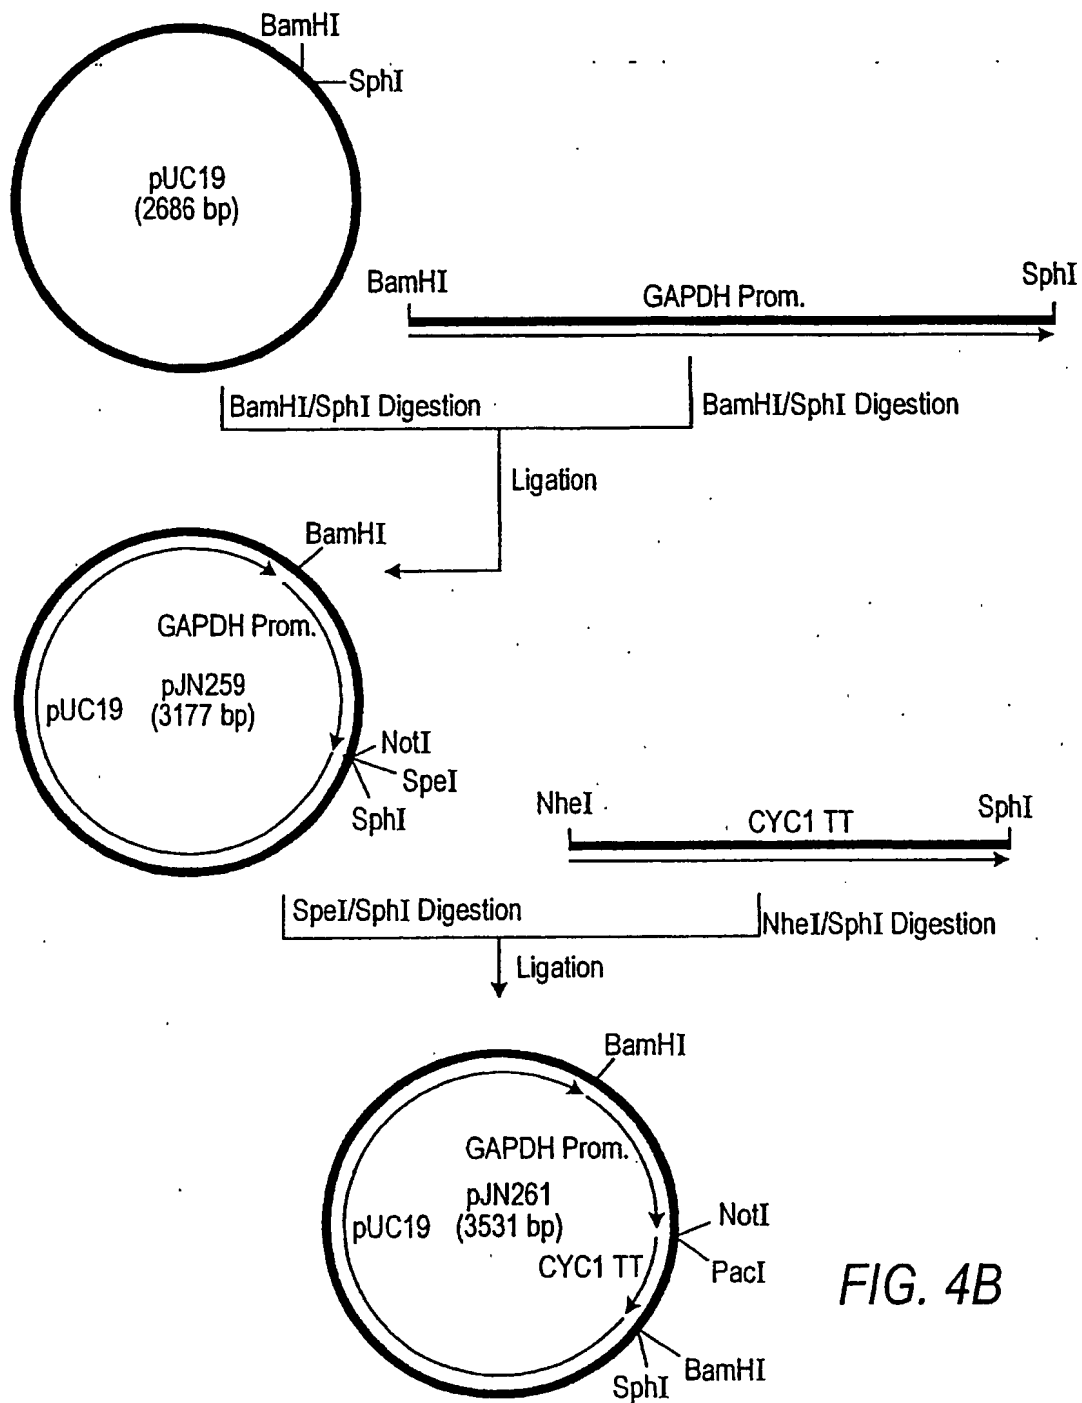 BamHI
SphI
pUC19
(2686 bp)
BamHI
GAPDH Prom.
SphI
BamHI/SphI Digestion
BamHI/SphI Digestion
Ligation
BamHI
GAPDH Prom.
pUC19
pJN259
(3177 bp)
NotI
SpeI
SphI
NheI
CYC1 TT
SphI
SpeI/SphI Digestion
NheI/SphI Digestion
Ligation
BamHI
GAPDH Prom.
pUC19
pJN261
(3531 bp)
CYC1 TT
NotI
PacI
BamHI
SphI
FIG. 4B